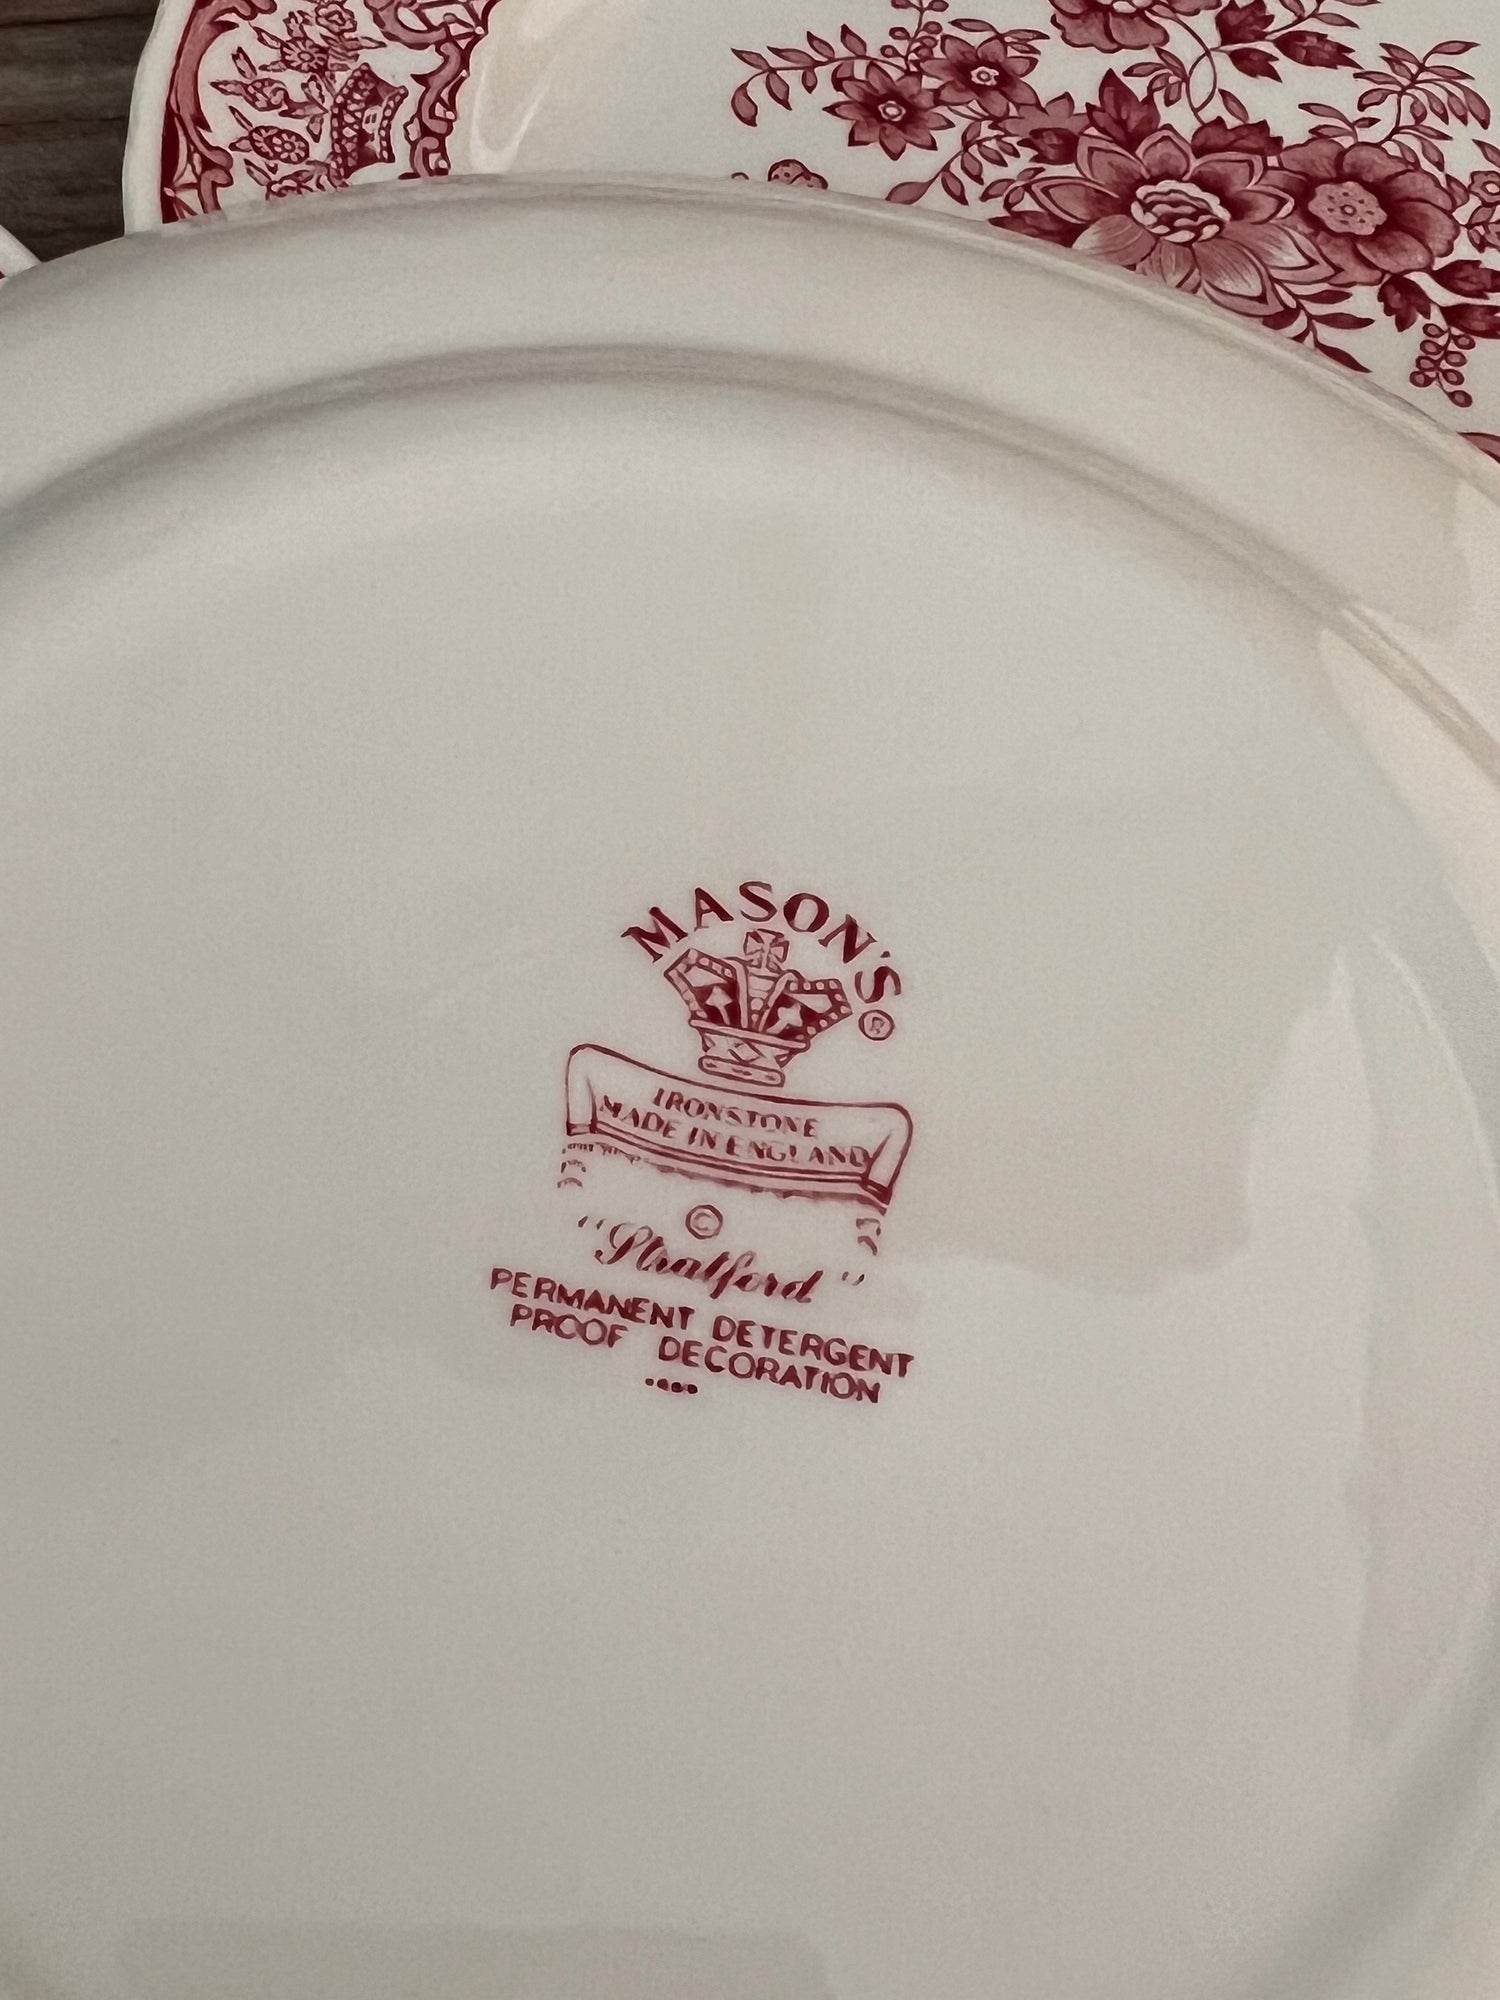 MASON'S ®
IRONSTONE
MADE IN ENGLAND
©
"Stratford"
PERMANENT DETERGENT
PROOF DECORATION